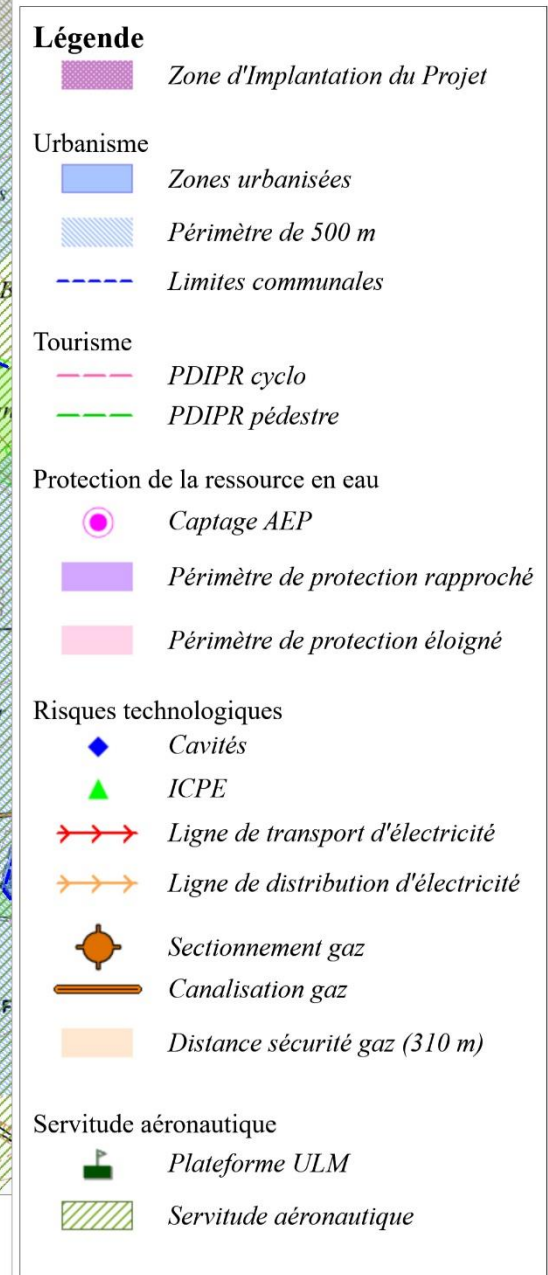 Légende
Zone d'Implantation du Projet
Urbanisme
Zones urbanisées
Périmètre de 500 m
Limites communales
Tourisme
PDIPR cyclo
PDIPR pédestre
Protection de la ressource en eau
Captage AEP
Périmètre de protection rapproché
Périmètre de protection éloigné
Risques technologiques
Cavités
ICPE
Ligne de transport d'électricité
Ligne de distribution d'électricité
Sectionnement gaz
Canalisation gaz
Distance sécurité gaz (310 m)
Servitude aéronautique
Plateforme ULM
Servitude aéronautique